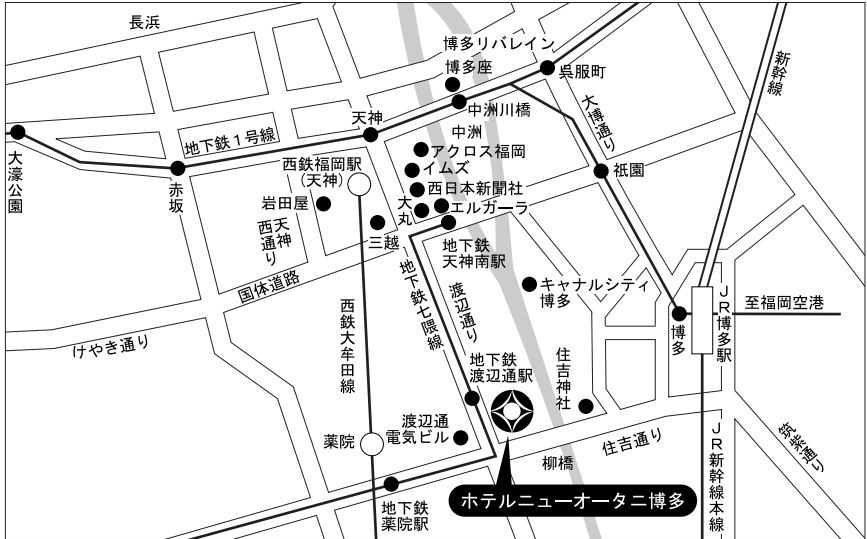 長浜
博多リバレイン
博多座
呉服町
新幹線
中洲川橋
大博通り
天神
中洲
地下鉄1号線
アクロス福岡
大濠公園
赤坂
西鉄福岡駅
(天神)
イムズ
祇園
西日本新聞社
岩田屋
大丸
エルガーラ
天神
西通り
三越
地下鉄
天神南駅
国体道路
地下鉄七隈線
渡辺通り
キャナルシティ
博多
至福岡空港
JR博多駅
博多
けやき通り
西鉄大牟田線
地下鉄
渡辺通駅
住吉神社
薬院
渡辺通
電気ビル
住吉通り
筑紫通り
JR新幹線本線
柳橋
ホテルニューオータニ博多
地下鉄
薬院駅